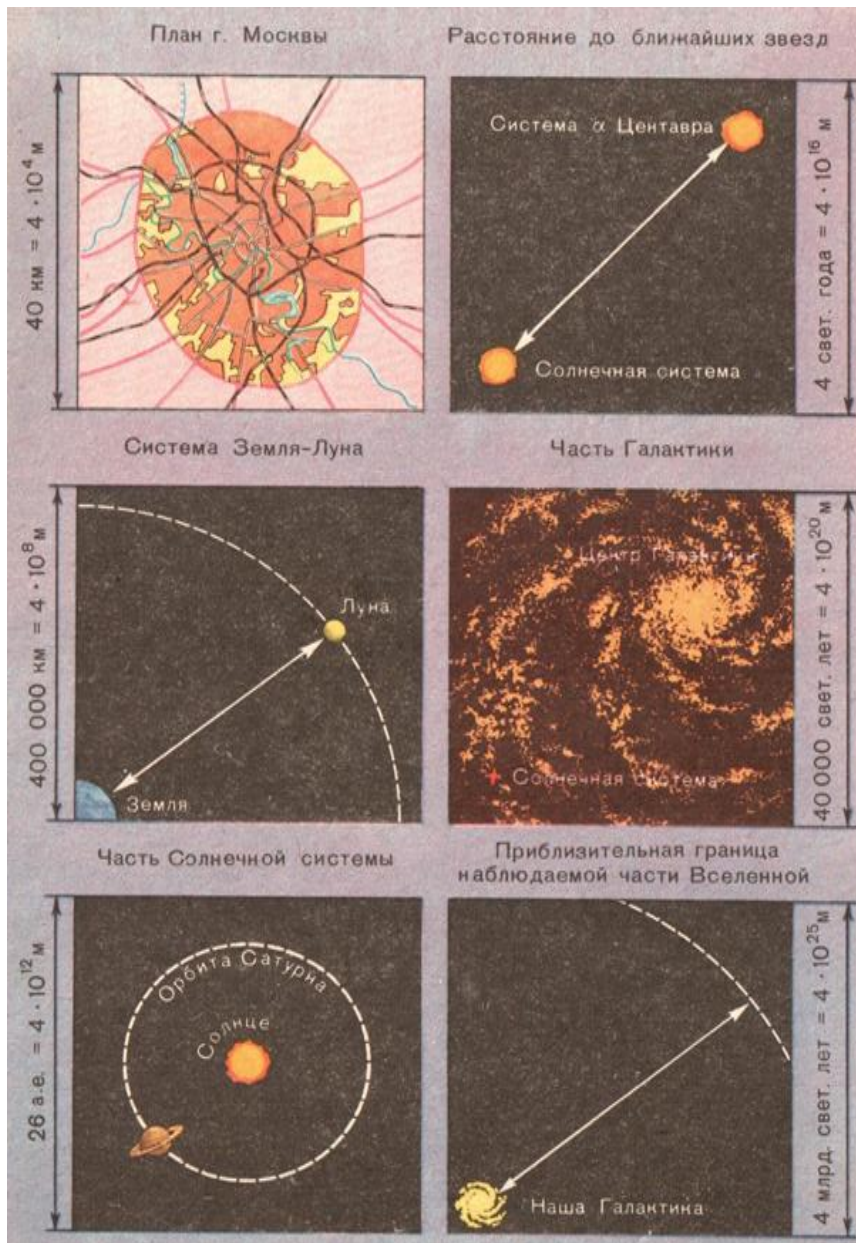 План г. Москвы
40 км = 4 · 10⁴ м
Расстояние до ближайших звезд
Система α Центавра
Солнечная система
4 свет. года = 4 · 10¹⁶ м
Система Земля-Луна
400 000 км = 4 · 10⁸ м
Луна
Земля
Часть Галактики
Центр Галактики
Солнечная система
40 000 свет. лет = 4 · 10²⁰ м
Часть Солнечной системы
26 а.е. = 4 · 10¹² м
Орбита Сатурна
Солнце
Приблизительная граница
наблюдаемой части Вселенной
Наша Галактика
4 млрд. свет. лет = 4 · 10²⁵ м